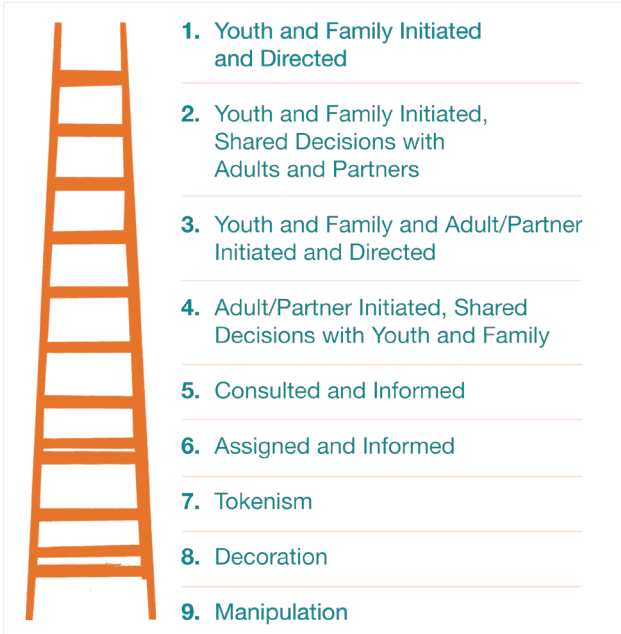 1. Youth and Family Initiated
and Directed
2. Youth and Family Initiated,
Shared Decisions with
Adults and Partners
3. Youth and Family and Adult/Partner
Initiated and Directed
4. Adult/Partner Initiated, Shared
Decisions with Youth and Family
5. Consulted and Informed
6. Assigned and Informed
7. Tokenism
8. Decoration
9. Manipulation